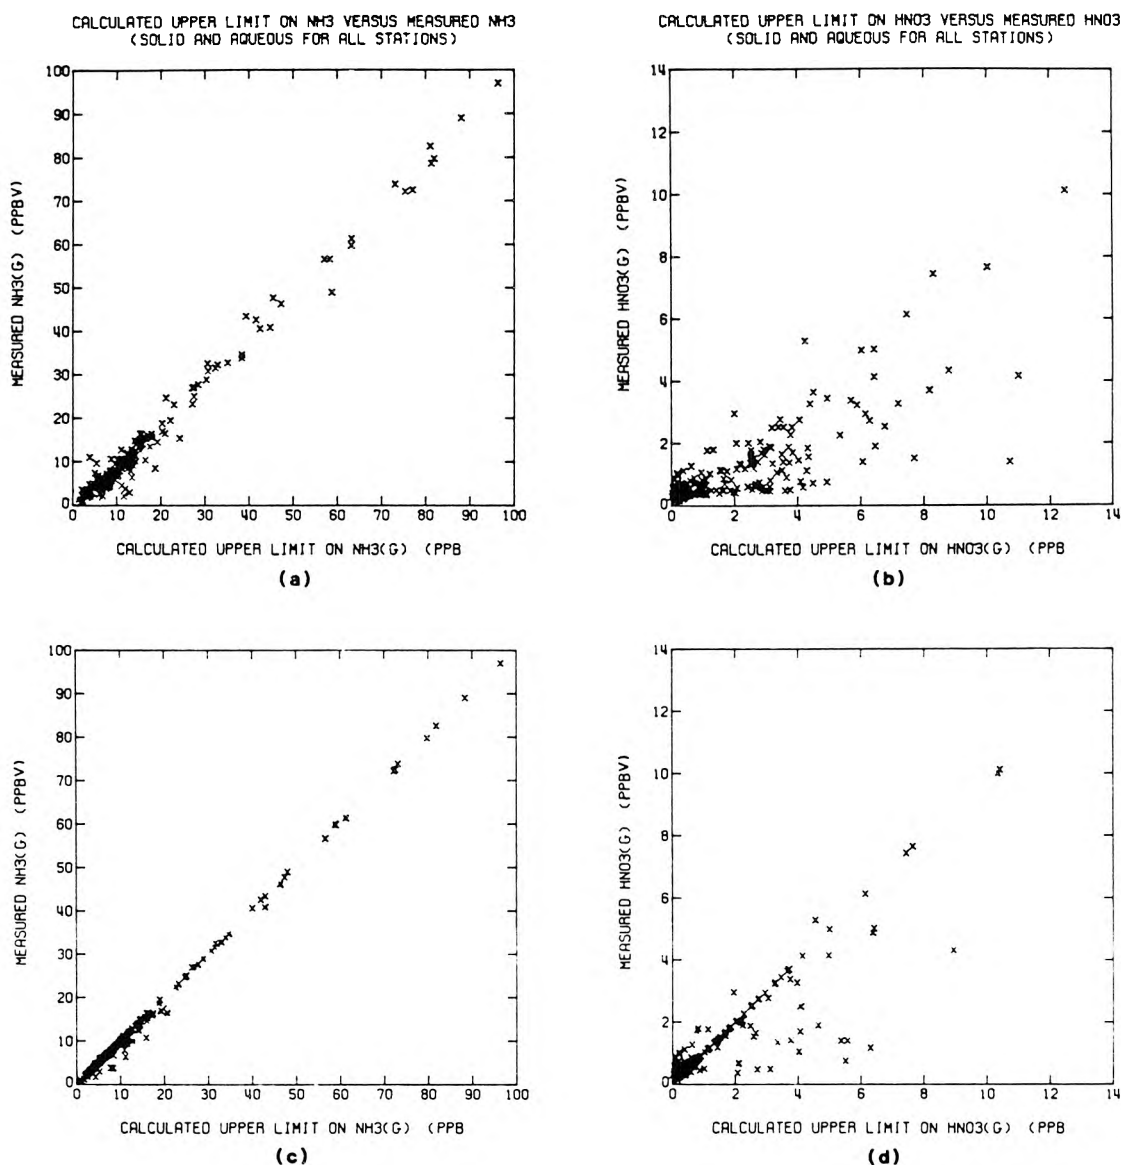 CALCULATED UPPER LIMIT ON NH3 VERSUS MEASURED NH3
(SOLID AND AQUEOUS FOR ALL STATIONS)
100
90
80
70
60
50
40
30
20
10
0
MEASURED NH3(G) (PPBV)
0 10 20 30 40 50 60 70 80 90 100
CALCULATED UPPER LIMIT ON NH3(G) (PPB
(a)
CALCULATED UPPER LIMIT ON HNO3 VERSUS MEASURED HNO3
(SOLID AND AQUEOUS FOR ALL STATIONS)
14
12
10
8
6
4
2
0
MEASURED HNO3(G) (PPBV)
0 2 4 6 8 10 12 14
CALCULATED UPPER LIMIT ON HNO3(G) (PPB
(b)
100
90
80
70
60
50
40
30
20
10
0
MEASURED NH3(G) (PPBV)
0 10 20 30 40 50 60 70 80 90 100
CALCULATED UPPER LIMIT ON NH3(G) (PPB
(c)
14
12
10
8
6
4
2
0
MEASURED HNO3(G) (PPBV)
0 2 4 6 8 10 12 14
CALCULATED UPPER LIMIT ON HNO3(G) (PPB
(d)